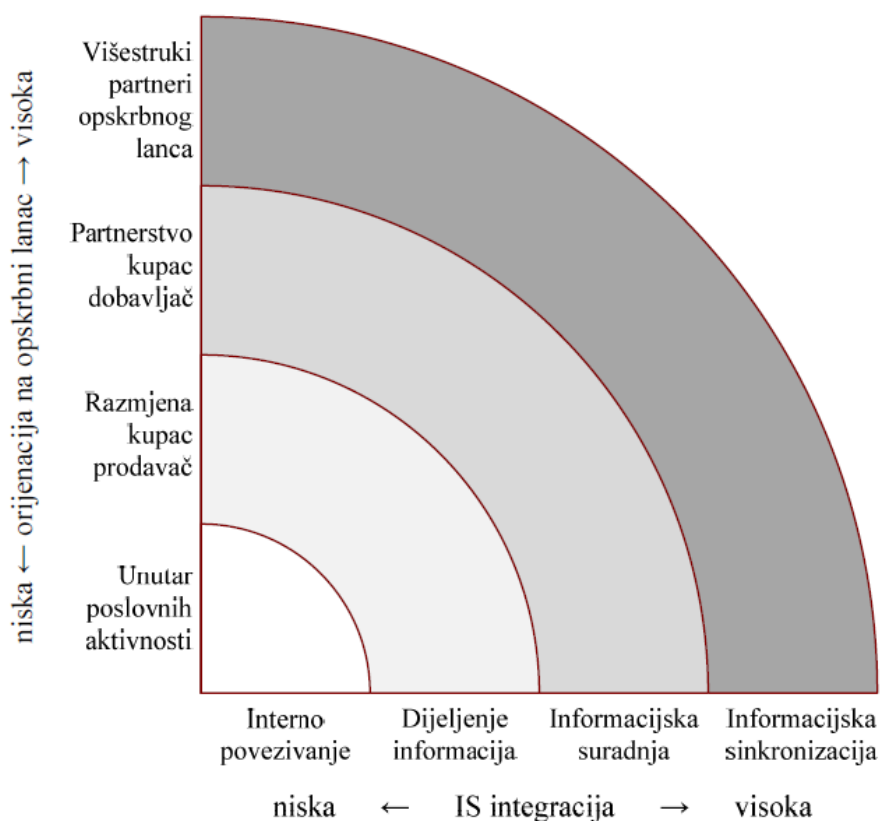 niska ← orijenacija na opskrbni lanac → visoka
Višestruki
partneri
opskrbnog
lanca
Partnerstvo
kupac
dobavljač
Razmjena
kupac
prodavač
Unutar
poslovnih
aktivnosti
Interno
povezivanje
Dijeljenje
informacija
Informacijska
suradnja
Informacijska
sinkronizacija
niska ← IS integracija → visoka